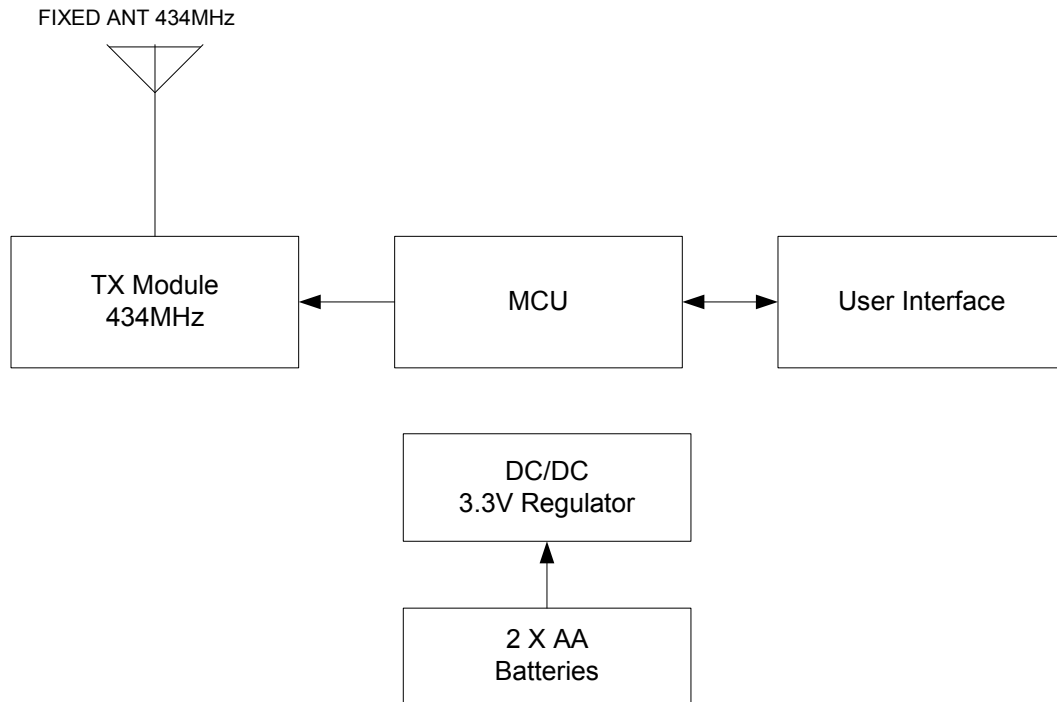 FIXED ANT 434MHz
TX Module
434MHz
MCU
User Interface
DC/DC
3.3V Regulator
2 X AA
Batteries